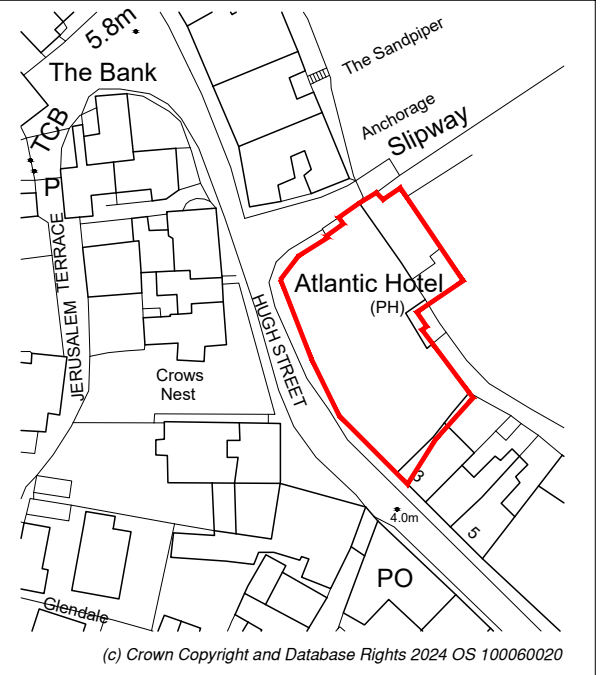 5.8m
The Bank
The Sandpiper
TCB
Anchorage
Slipway
P
JERUSALEM TERRACE
Atlantic Hotel
(PH)
HUGH STREET
Crows
Nest
3
4.0m
5
PO
Glendale
(c) Crown Copyright and Database Rights 2024 OS 100060020